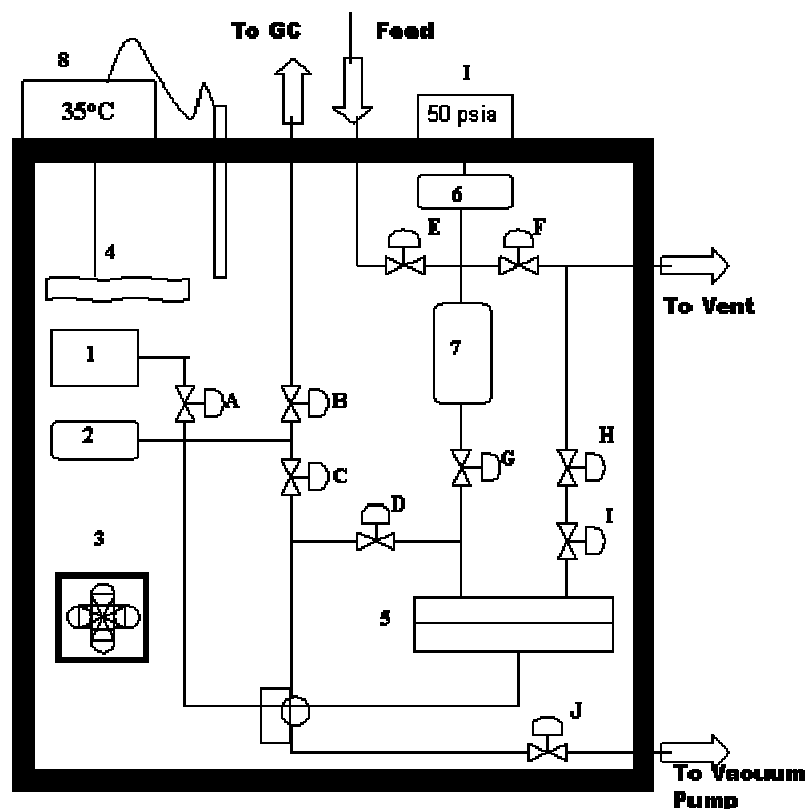 To GC
Feed
8
I
35°C
50 psia
6
E
F
4
To Vent
7
1
A
B
2
H
G
C
D
I
3
5
J
To Vacuum
Pump